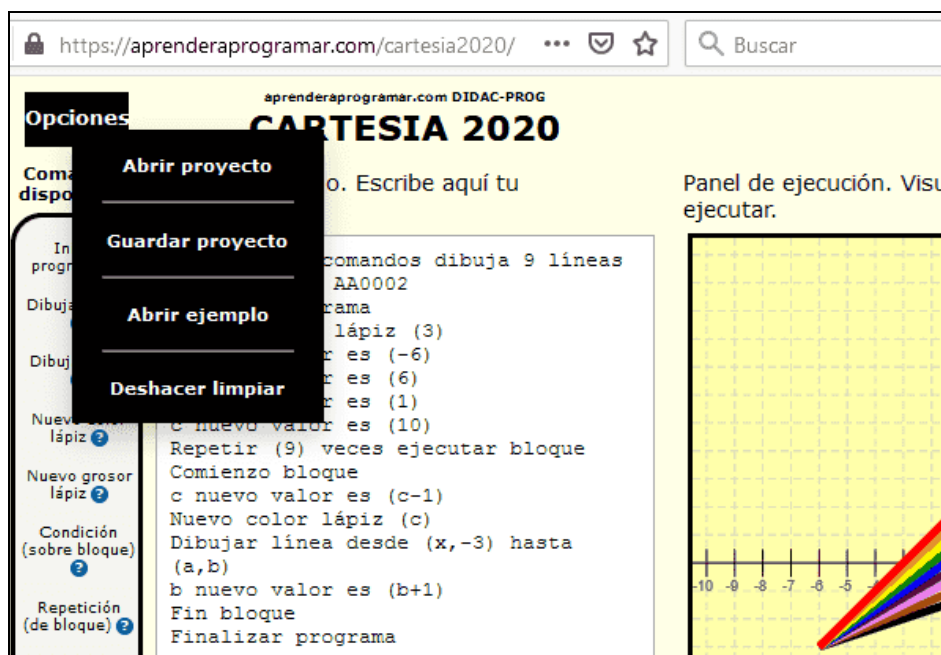 https://aprenderaprogramar.com/cartesia2020/
Buscar
aprenderaprogramar.com DIDAC-PROG
CARTESIA 2020
Opciones
Abrir proyecto
Guardar proyecto
Abrir ejemplo
Deshacer limpiar
o. Escribe aquí tu
Panel de ejecución.
ejecutar.
Nuevo color
lápiz ?
Nuevo grosor
lápiz ?
Condición
(sobre bloque)
?
Repetición
(de bloque) ?
comandos dibuja 9 líneas
AA0002
lápiz (3)
es (-6)
es (6)
es (1)
c nuevo valor es (10)
Repetir (9) veces ejecutar bloque
Comienzo bloque
c nuevo valor es (c-1)
Nuevo color lápiz (c)
Dibujar línea desde (x,-3) hasta
(a,b)
b nuevo valor es (b+1)
Fin bloque
Finalizar programa
-10 -9 -8 -7 -6 -5